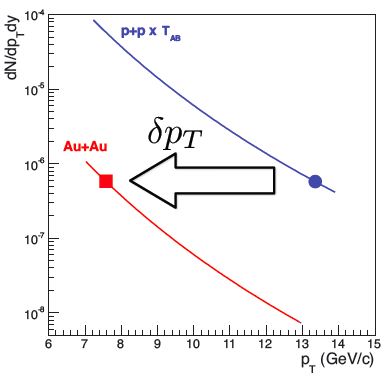 dN/dp_T dy
10^-4
10^-5
10^-6
10^-7
10^-8
p+p x T_AB
Au+Au
δp_T
6 7 8 9 10 11 12 13 14 15
p_T (GeV/c)